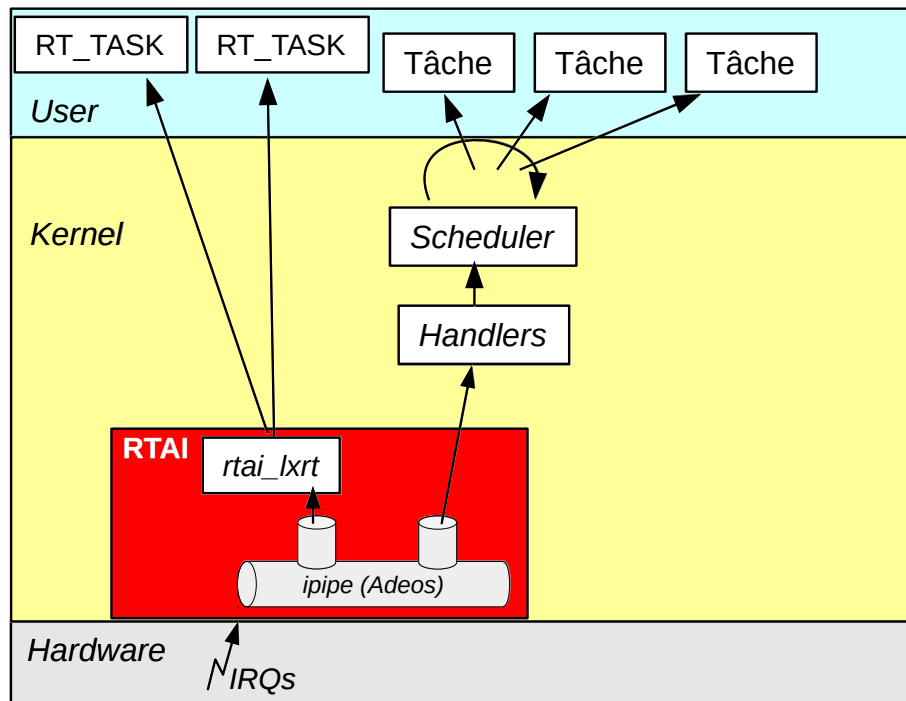 RT_TASK
RT_TASK
Tâche
Tâche
Tâche
User
Kernel
Scheduler
Handlers
RTAI
rtai_lxrt
ipipe (Adeos)
Hardware
IRQs